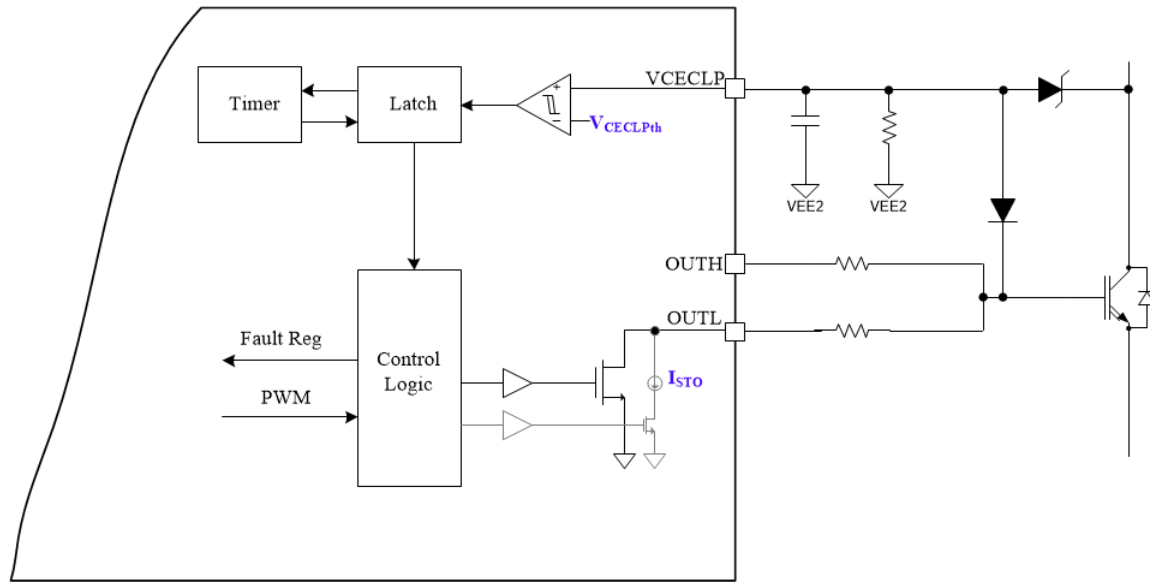 VCECLP
Timer
Latch
+
−
VCECLPth
VEE2
VEE2
OUTH
OUTL
Fault Reg
Control
Logic
ISTO
PWM